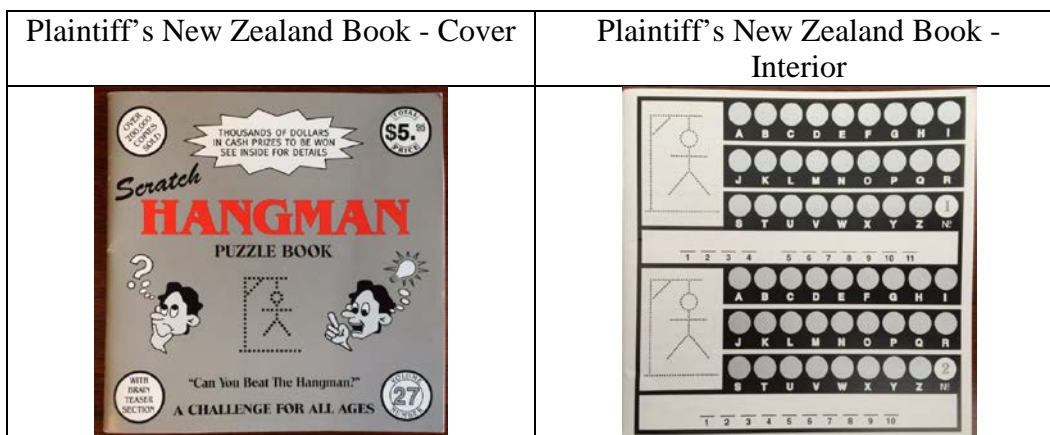 Plaintiff’s New Zealand Book - Cover
Plaintiff’s New Zealand Book -
Interior
OVER
200,000
COPIES
SOLD
THOUSANDS OF DOLLARS
IN CASH PRIZES TO BE WON
SEE INSIDE FOR DETAILS
TOTAL
$5.99
PRICE
Scratch
HANGMAN
PUZZLE BOOK
WITH
BRAIN
TEASER
SECTION
"Can You Beat The Hangman?"
A CHALLENGE FOR ALL AGES
VOLUME
27
NUMBER
A B C D E F G H I
J K L M N O P Q R
1
S T U V W X Y Z Nº
1 2 3 4 5 6 7 8 9 10 11
A B C D E F G H I
J K L M N O P Q R
2
S T U V W X Y Z Nº
1 2 3 4 5 6 7 8 9 10